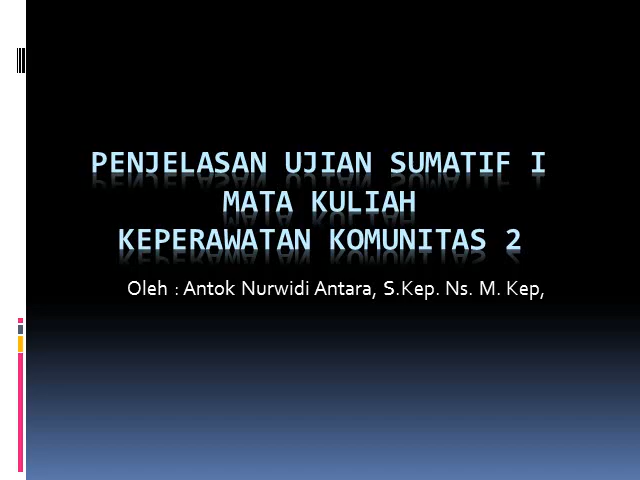 PENJELASAN UJIAN SUMATIF I
MATA KULIAH
KEPERAWATAN KOMUNITAS 2
Oleh : Antok Nurwidi Antara, S.Kep. Ns. M. Kep,